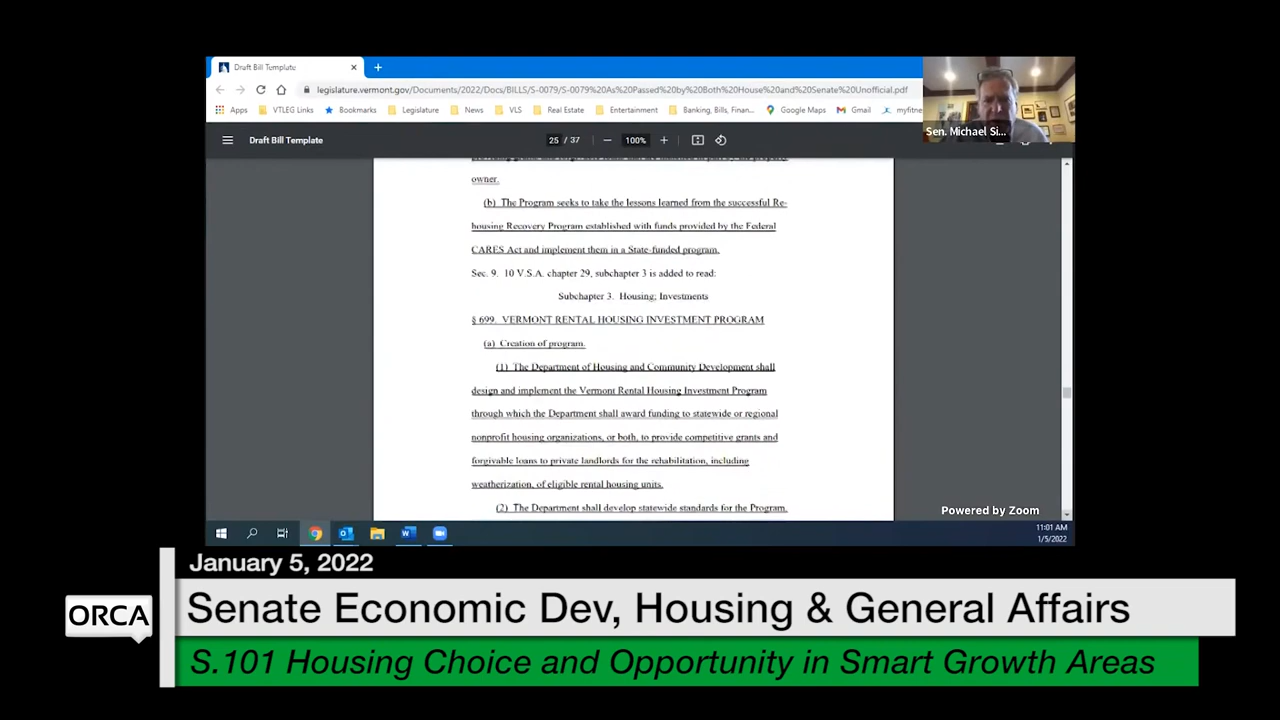 Draft Bill Template
legislature.vermont.gov/Documents/2022/Docs/BILLS/S-0079/S-0079%20As%20Passed%20by%20Both%20House%20and%20Senate%20Unofficial.pdf
Apps VTLEG Links Bookmarks Legislature News VLS Real Estate Entertainment Banking, Bills, Finan... Google Maps Gmail myfitne
Sen. Michael Si...
Draft Bill Template 25 / 37 100%
owner.
(b) The Program seeks to take the lessons learned from the successful Re-
housing Recovery Program established with funds provided by the Federal
CARES Act and implement them in a State-funded program.
Sec. 9. 10 V.S.A. chapter 29, subchapter 3 is added to read:
Subchapter 3. Housing; Investments
§ 699. VERMONT RENTAL HOUSING INVESTMENT PROGRAM
(a) Creation of program.
(1) The Department of Housing and Community Development shall
design and implement the Vermont Rental Housing Investment Program
through which the Department shall award funding to statewide or regional
nonprofit housing organizations, or both, to provide competitive grants and
forgivable loans to private landlords for the rehabilitation, including
weatherization, of eligible rental housing units.
(2) The Department shall develop statewide standards for the Program,
Powered by Zoom
11:01 AM
1/5/2022
January 5, 2022
ORCA
Senate Economic Dev, Housing & General Affairs
S.101 Housing Choice and Opportunity in Smart Growth Areas